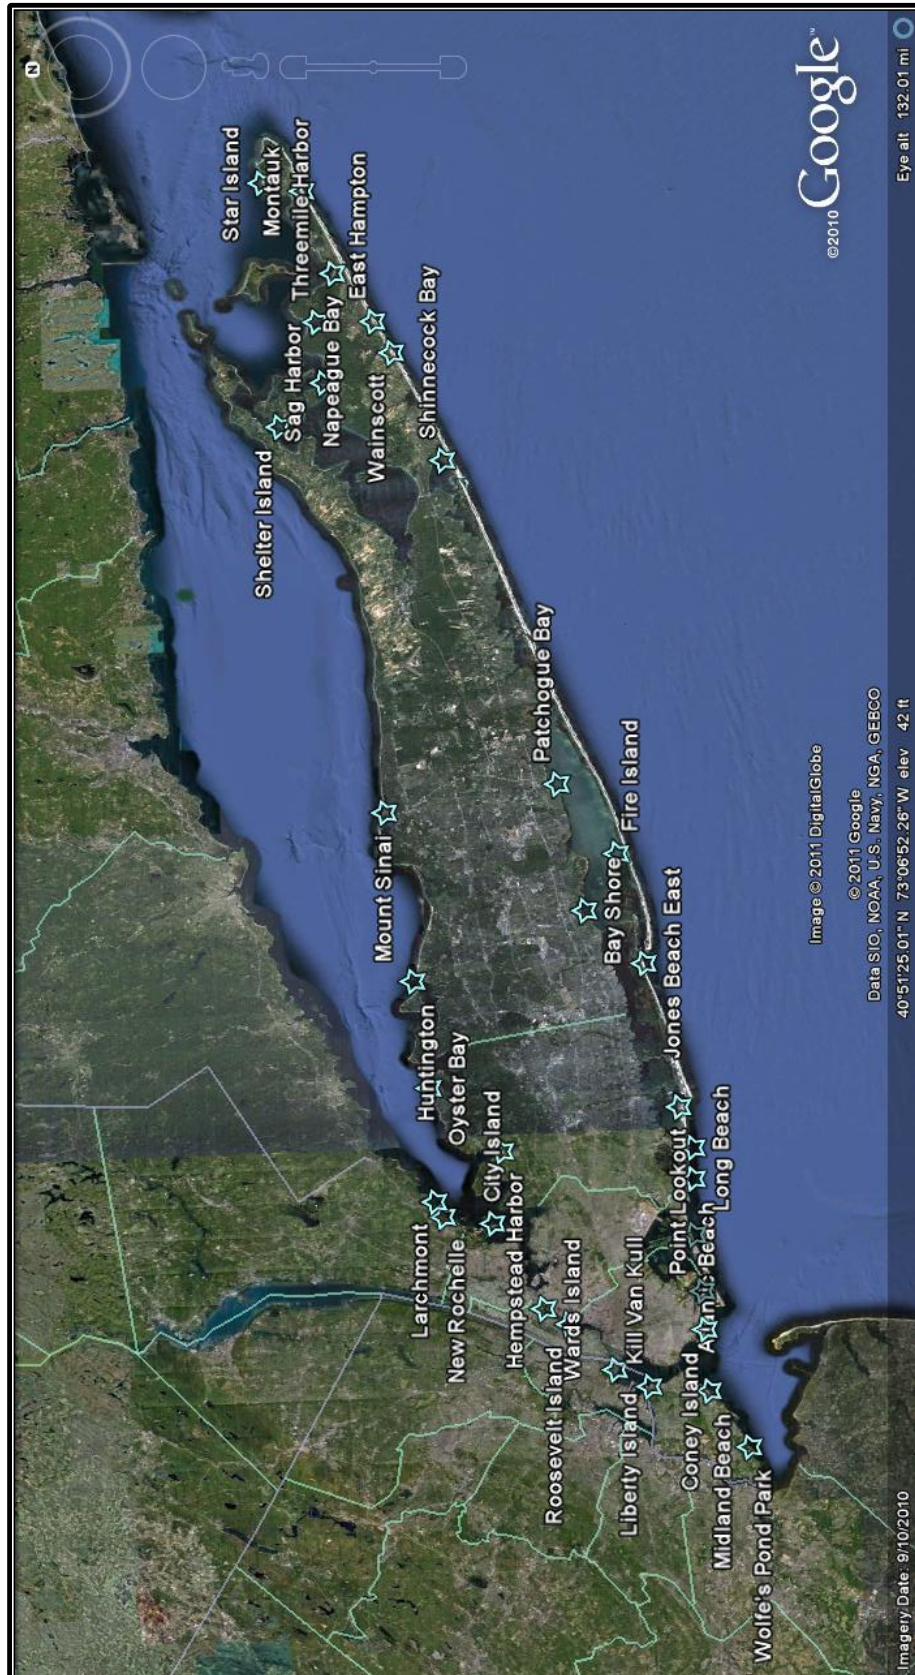 N
Star Island
Montauk
Threemile Harbor
East Hampton
Sag Harbor
Napeague Bay
Wainscott
Shinnecock Bay
Shelter Island
Patchogue Bay
Fire Island
Mount Sinai
Bay Shore
Jones Beach East
Huntington
Oyster Bay
City Island
Point Lookout
Long Beach
Larchmont
New Rochelle
Hempstead Harbor
Wards Island
Kill Van Kull
Beach
Roosevelt Island
Liberty Island
Coney Island
Midland Beach
Wolfe's Pond Park
©2010 Google™
Image © 2011 DigitalGlobe
© 2011 Google
Data SIO, NOAA, U.S. Navy, NGA, GEBCO
Imagery Date: 9/10/2010 40°51'25.01" N 73°06'52.26" W elev 42 ft Eye alt 132.01 mi